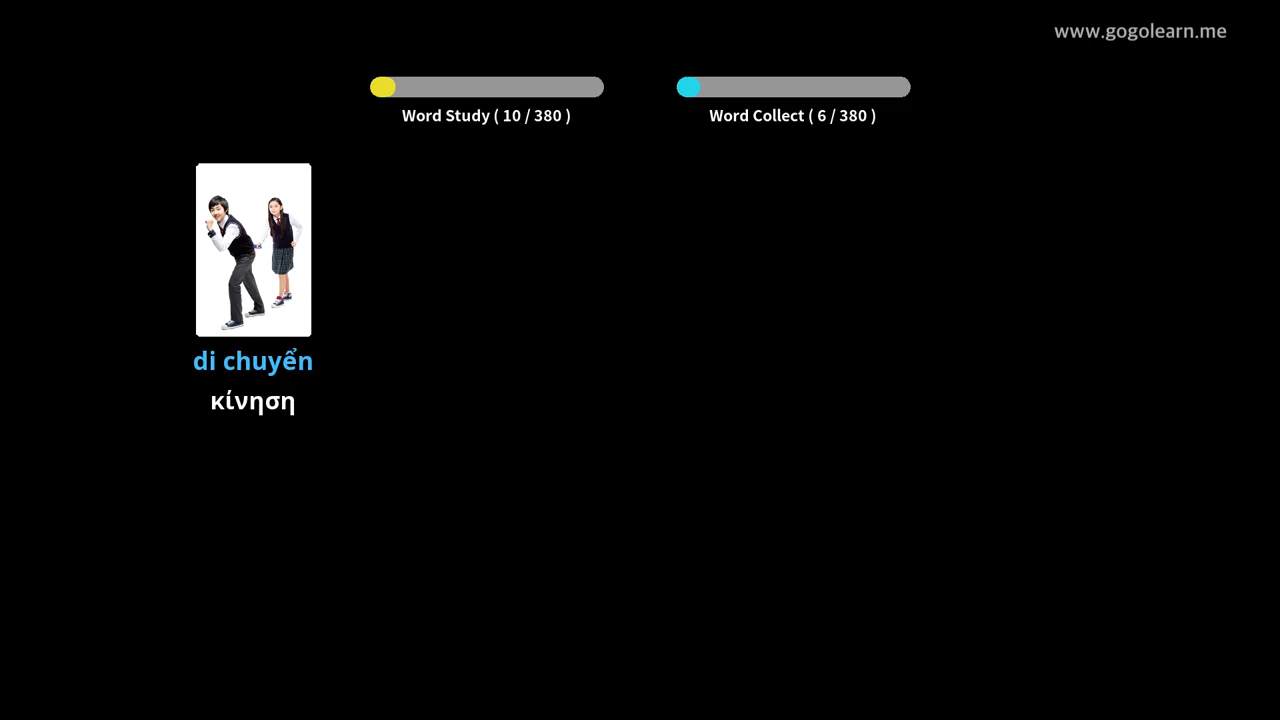 www.gogolearn.me
Word Study ( 10 / 380 )
Word Collect ( 6 / 380 )
di chuyển
κίνηση